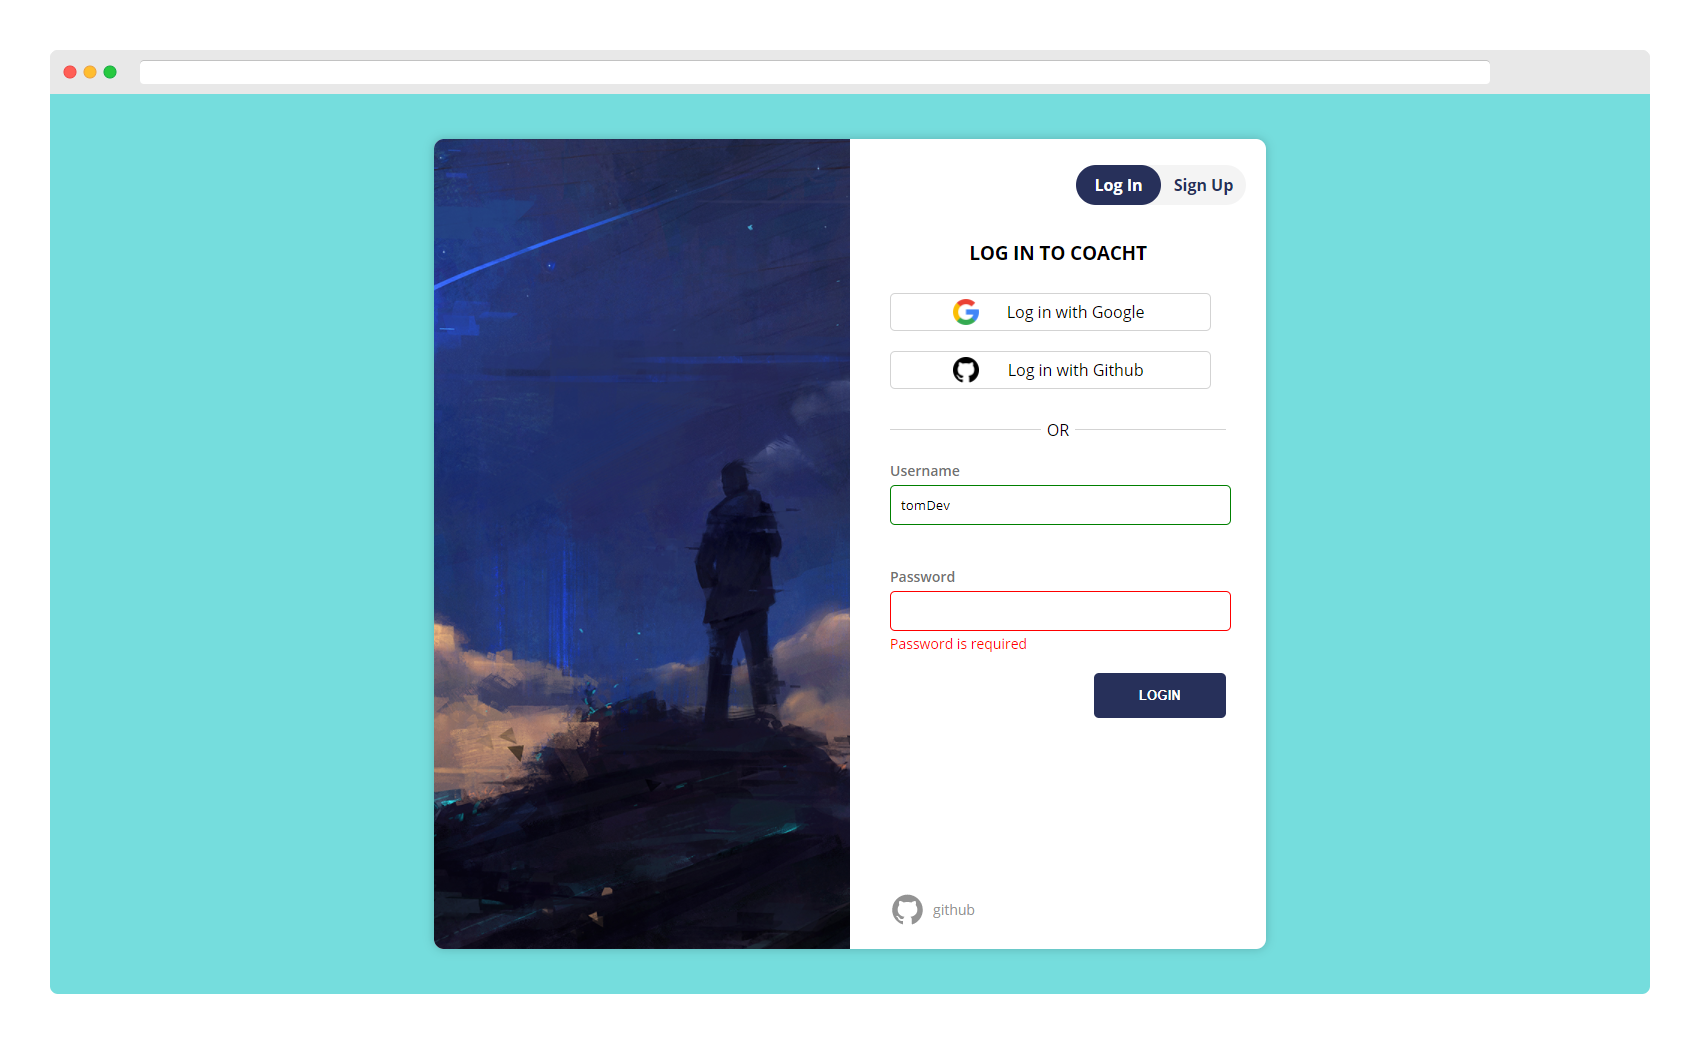 Log In Sign Up
LOG IN TO COACHT
Log in with Google
Log in with Github
OR
Username
tomDev
Password
Password is required
LOGIN
github